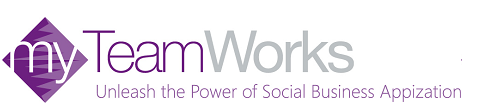 myTeamWorks
Unleash the Power of Social Business Appization